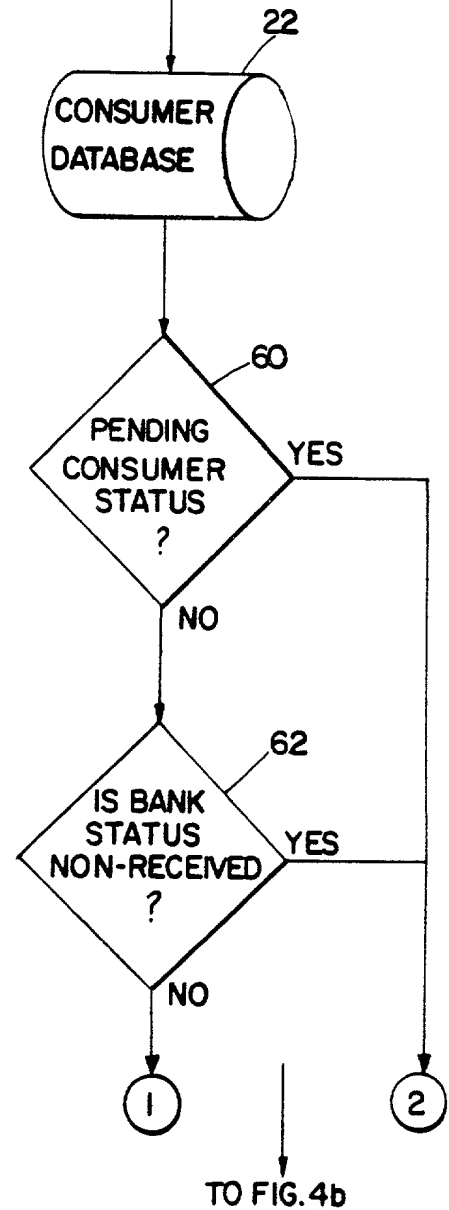 22
CONSUMER
DATABASE
60
PENDING
CONSUMER
STATUS
?
YES
NO
62
IS BANK
STATUS
NON-RECEIVED
?
YES
NO
1
2
TO FIG. 4b